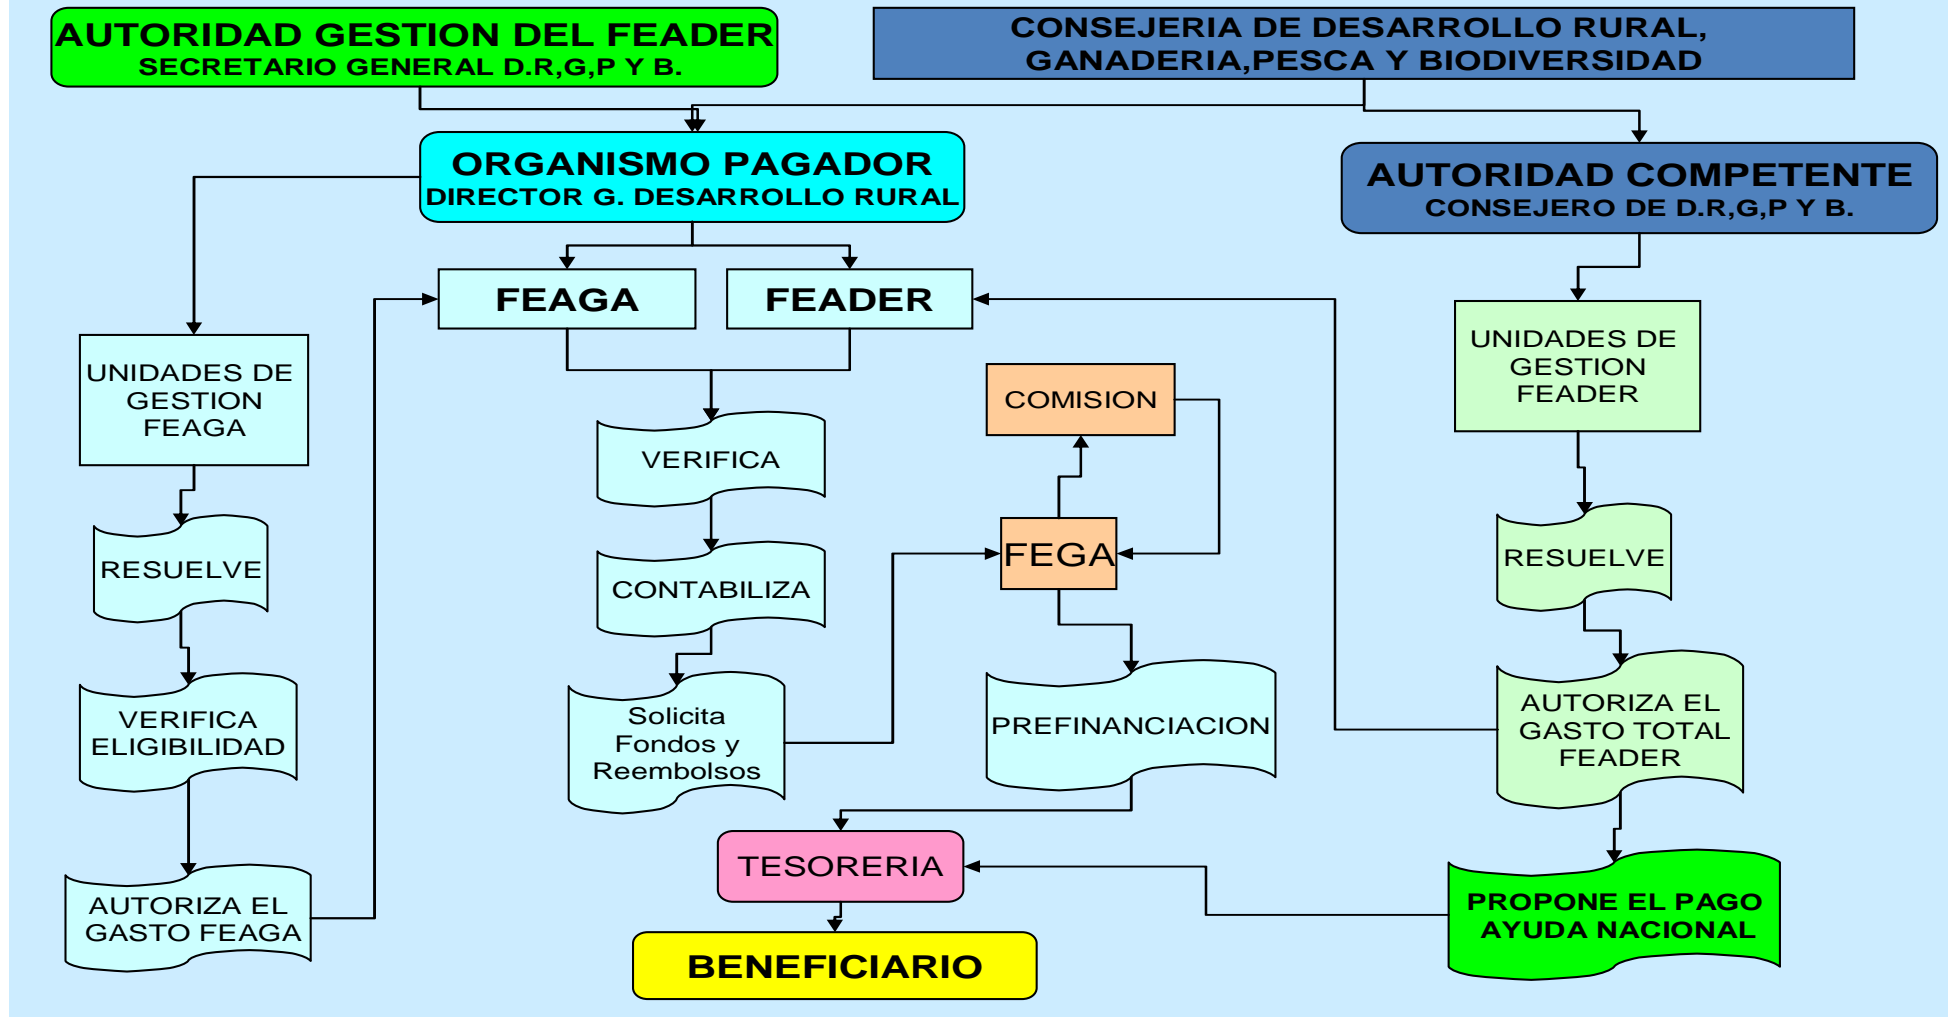 AUTORIDAD GESTION DEL FEADER
SECRETARIO GENERAL D.R,G,P Y B.
CONSEJERIA DE DESARROLLO RURAL,
GANADERIA,PESCA Y BIODIVERSIDAD
ORGANISMO PAGADOR
DIRECTOR G. DESARROLLO RURAL
AUTORIDAD COMPETENTE
CONSEJERO DE D.R,G,P Y B.
FEAGA
FEADER
UNIDADES DE
GESTION
FEAGA
UNIDADES DE
GESTION
FEADER
COMISION
VERIFICA
RESUELVE
CONTABILIZA
FEGA
RESUELVE
VERIFICA
ELIGIBILIDAD
Solicita
Fondos y
Reembolsos
PREFINANCIACION
AUTORIZA EL
GASTO TOTAL
FEADER
TESORERIA
AUTORIZA EL
GASTO FEAGA
PROPONE EL PAGO
AYUDA NACIONAL
BENEFICIARIO